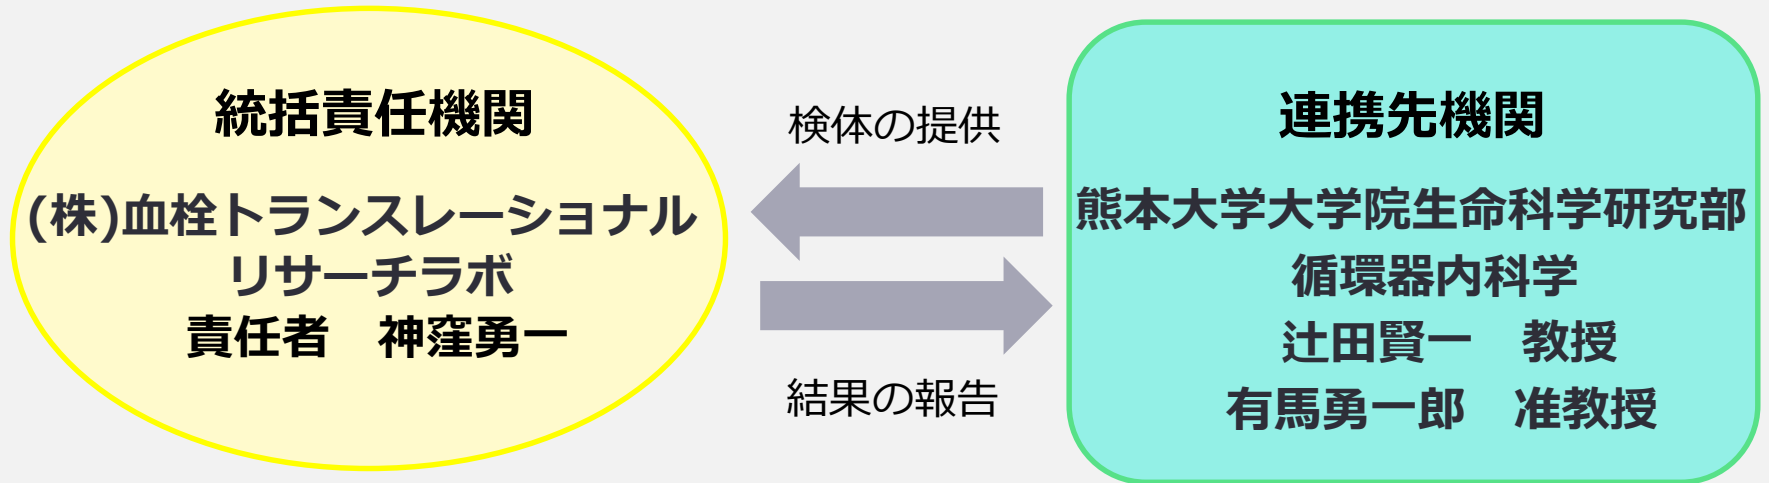 統括責任機関
(株)血栓トランスレーショナル
リサーチラボ
責任者　神窪勇一
検体の提供
結果の報告
連携先機関
熊本大学大学院生命科学研究部
循環器内科学
辻田賢一　教授
有馬勇一郎　准教授